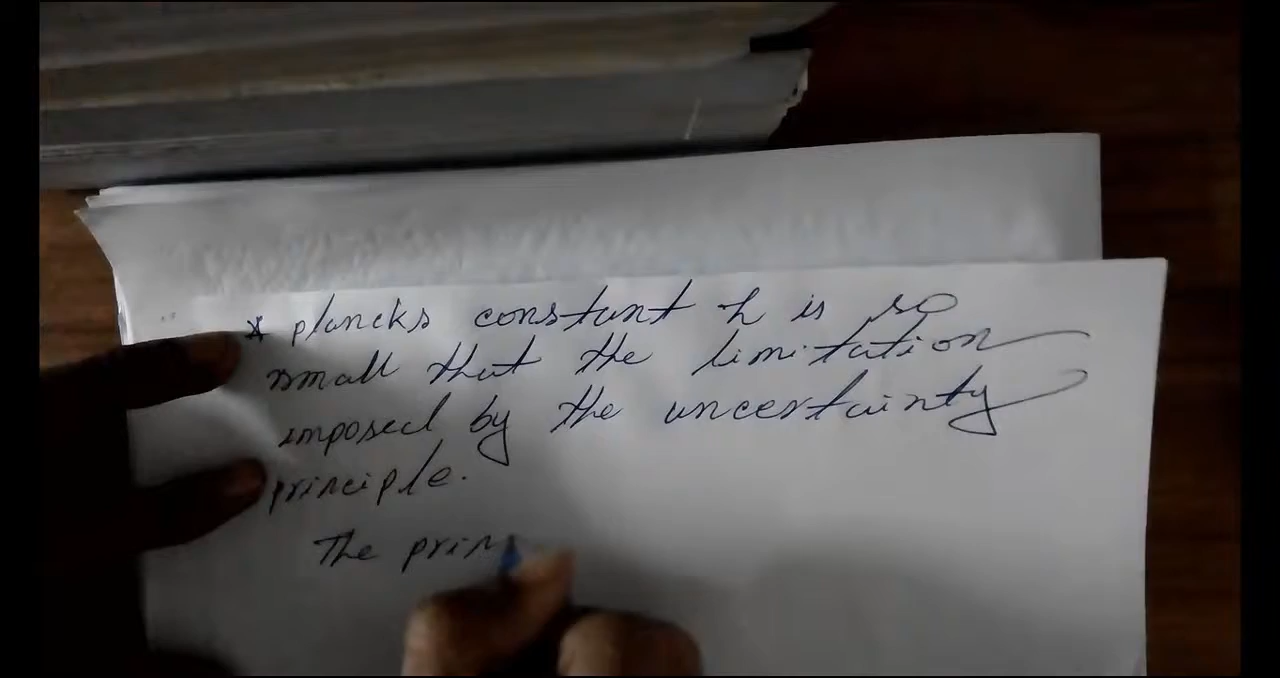 * plancks constant h is so
small that the limitation
imposed by the uncertainty
principle.
The prin